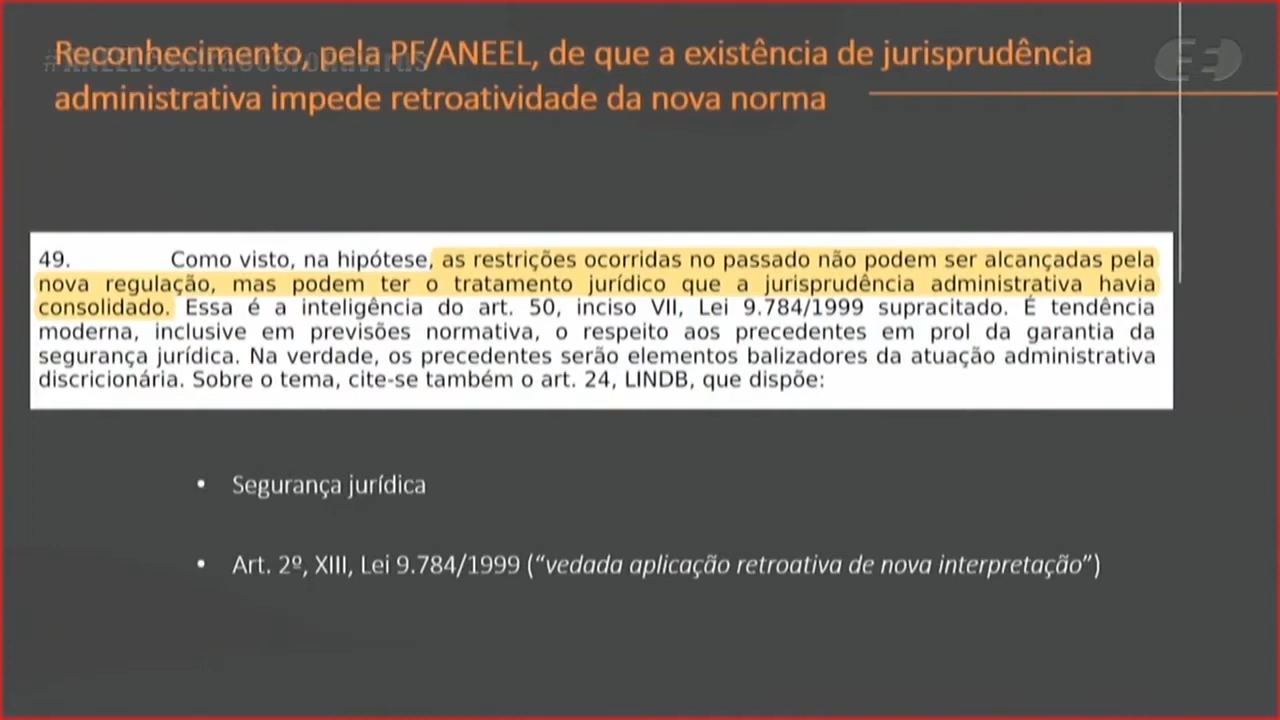 Reconhecimento, pela PF/ANEEL, de que a existência de jurisprudência
administrativa impede retroatividade da nova norma
#ANEELcontraocoronavírus
49. Como visto, na hipótese, as restrições ocorridas no passado não podem ser alcançadas pela
nova regulação, mas podem ter o tratamento jurídico que a jurisprudência administrativa havia
consolidado. Essa é a inteligência do art. 50, inciso VII, Lei 9.784/1999 supracitado. É tendência
moderna, inclusive em previsões normativa, o respeito aos precedentes em prol da garantia da
segurança jurídica. Na verdade, os precedentes serão elementos balizadores da atuação administrativa
discricionária. Sobre o tema, cite-se também o art. 24, LINDB, que dispõe:
• Segurança jurídica
• Art. 2º, XIII, Lei 9.784/1999 (“vedada aplicação retroativa de nova interpretação”)